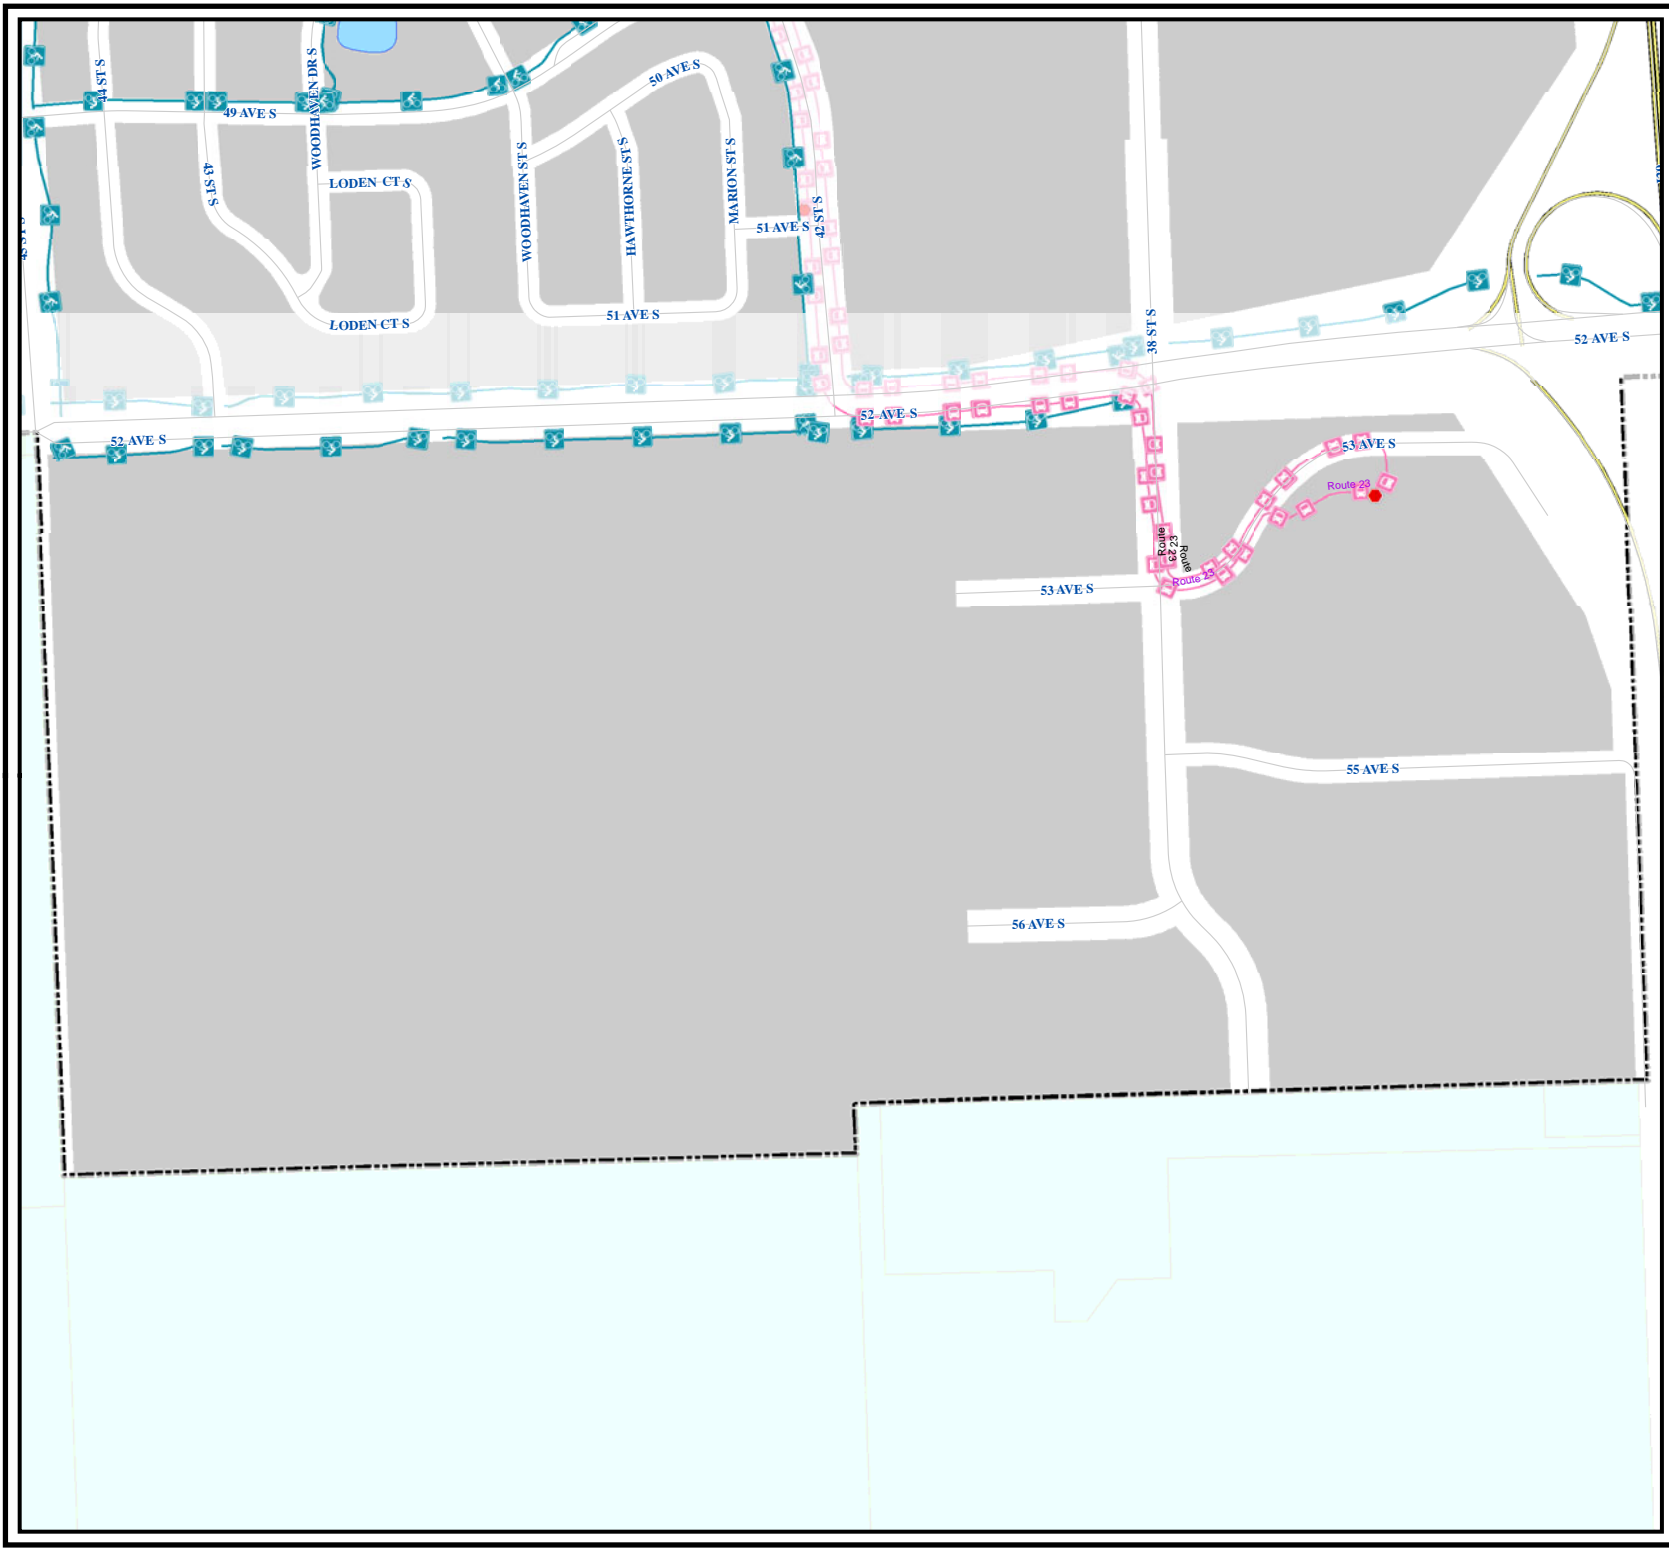 44 ST S
WOODHAVEN DR S
49 AVE S
50 AVE S
43 ST S
LODEN CT S
WOODHAVEN ST S
HAWTHORNE ST S
MARION ST S
51 AVE S
42 ST S
45 ST S
LODEN CT S
51 AVE S
38 ST S
52 AVE S
52 AVE S
52 AVE S
53 AVE S
Route 23
Route
23
23
Route
Route 23
53 AVE S
55 AVE S
56 AVE S